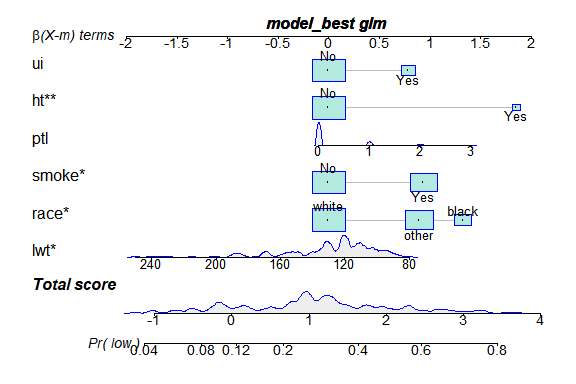 model_best glm
β(X-m) terms
-2 -1.5 -1 -0.5 0 0.5 1 1.5 2
ui
No
Yes
ht**
No
Yes
ptl
0 1 2 3
smoke*
No
Yes
race*
white
black
other
lwt*
240 200 160 120 80
Total score
-1 0 1 2 3 4
Pr( low )
0.04 0.08 0.12 0.2 0.4 0.6 0.8